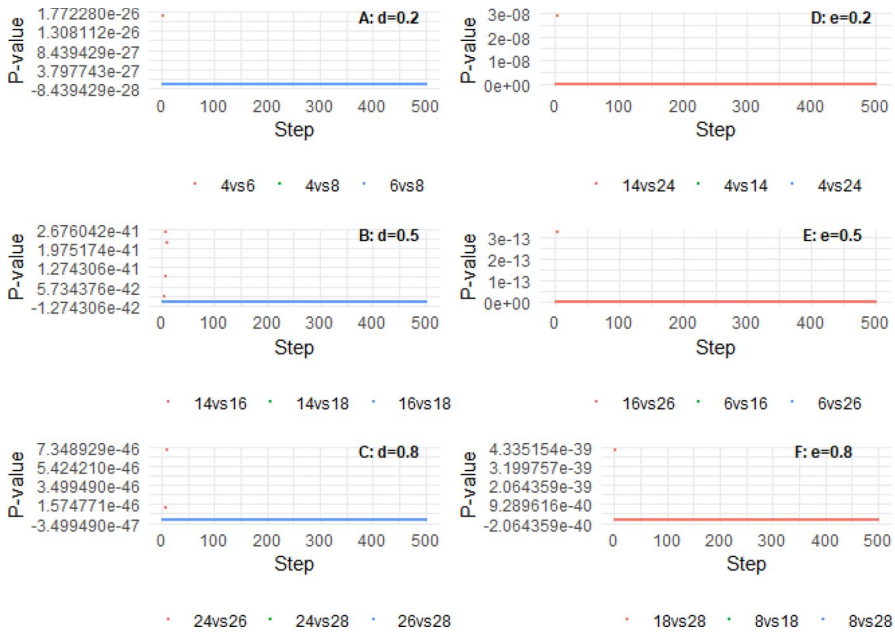 A: d=0.2
P-value
1.772280e-26
1.308112e-26
8.439429e-27
3.797743e-27
-8.439429e-28
0 100 200 300 400 500
Step
4vs6 4vs8 6vs8
D: e=0.2
P-value
3e-08
2e-08
1e-08
0e+00
0 100 200 300 400 500
Step
14vs24 4vs14 4vs24
B: d=0.5
P-value
2.676042e-41
1.975174e-41
1.274306e-41
5.734376e-42
-1.274306e-42
0 100 200 300 400 500
Step
14vs16 14vs18 16vs18
E: e=0.5
P-value
3e-13
2e-13
1e-13
0e+00
0 100 200 300 400 500
Step
16vs26 6vs16 6vs26
C: d=0.8
P-value
7.348929e-46
5.424210e-46
3.499490e-46
1.574771e-46
-3.499490e-47
0 100 200 300 400 500
Step
24vs26 24vs28 26vs28
F: e=0.8
P-value
4.335154e-39
3.199757e-39
2.064359e-39
9.289616e-40
-2.064359e-40
0 100 200 300 400 500
Step
18vs28 8vs18 8vs28